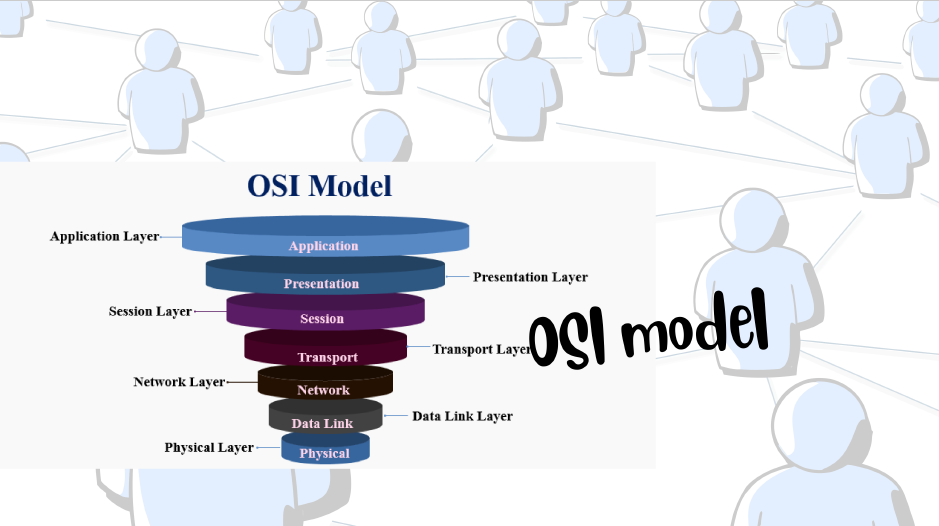 OSI Model
Application Layer
Application
Presentation
Presentation Layer
Session Layer
Session
Transport
Transport Layer
OSI model
Network Layer
Network
Data Link
Data Link Layer
Physical Layer
Physical